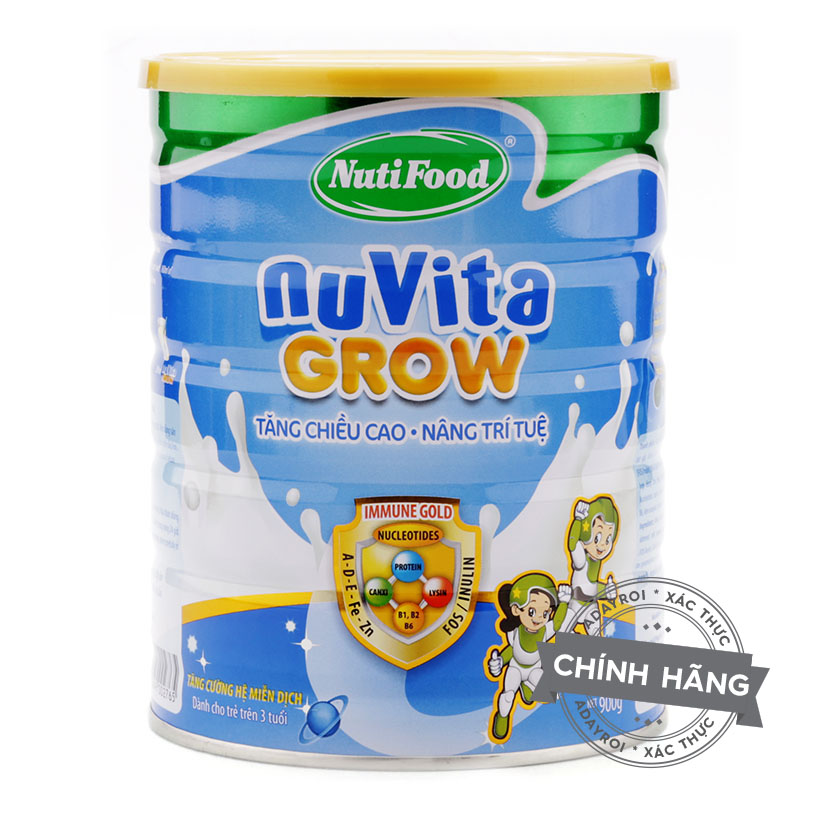 NutiFood®
nuVita
GROW
TĂNG CHIỀU CAO • NÂNG TRÍ TUỆ
IMMUNE GOLD
NUCLEOTIDES
A - D - E - Fe - Zn
PROTEIN
CANXI
LYSIN
B1, B2
B6
FOS / INULIN
TĂNG CƯỜNG HỆ MIỄN DỊCH
Dành cho trẻ trên 3 tuổi
900g
ADAYROI * XÁC THỰC
CHÍNH HÃNG
ADAYROI * XÁC THỰC